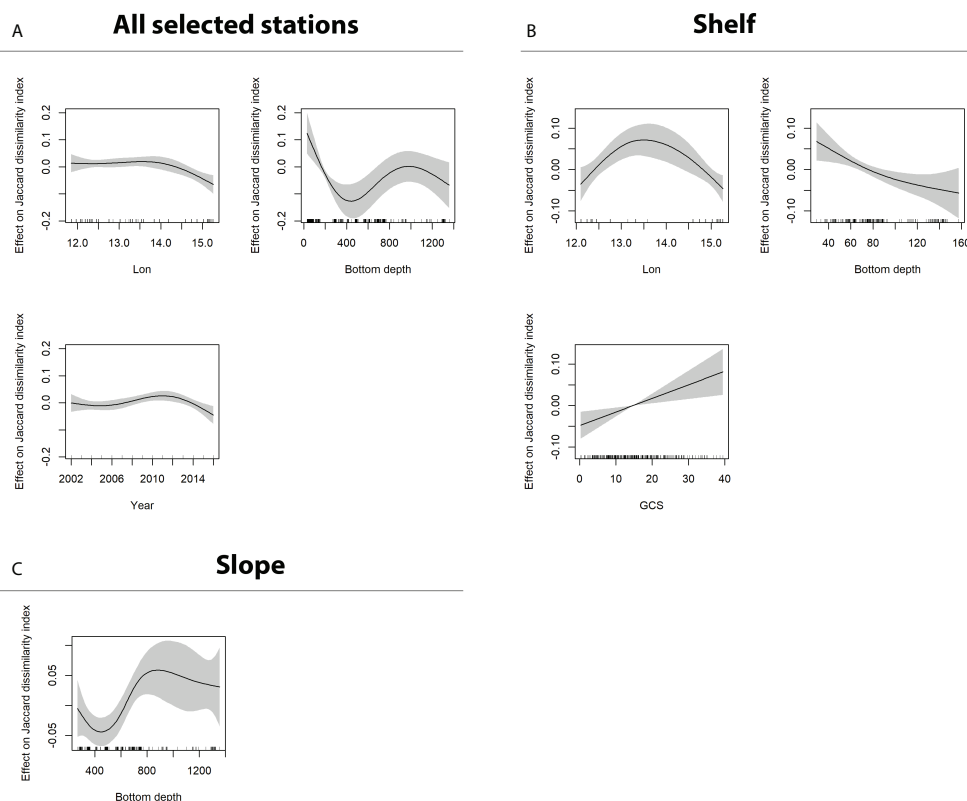 A
All selected stations
B
Shelf
Effect on Jaccard dissimilarity index
0.2
0.1
0.0
-0.2
12.0 13.0 14.0 15.0
Lon
Effect on Jaccard dissimilarity index
0.2
0.1
0.0
-0.2
0 400 800 1200
Bottom depth
Effect on Jaccard dissimilarity index
0.10
0.00
-0.10
12.0 13.0 14.0 15.0
Lon
Effect on Jaccard dissimilarity index
0.10
0.00
-0.10
40 60 80 120 160
Bottom depth
Effect on Jaccard dissimilarity index
0.2
0.1
0.0
-0.2
2002 2006 2010 2014
Year
Effect on Jaccard dissimilarity index
0.10
0.00
-0.10
0 10 20 30 40
GCS
C
Slope
Effect on Jaccard dissimilarity index
0.05
-0.05
400 800 1200
Bottom depth